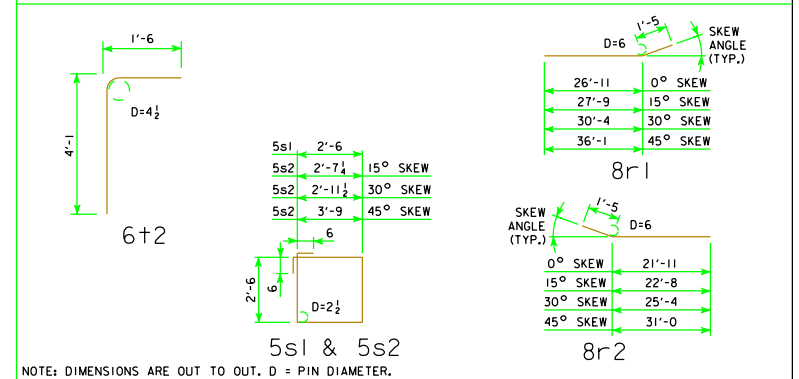 1'-6
D=4½
4'-1
6t2
5s1 2'-6
5s2 2'-7¼ 15° SKEW
5s2 2'-11½ 30° SKEW
5s2 3'-9 45° SKEW
6
2'-6
6
D=2½
5s1 & 5s2
1'-5
D=6
SKEW
ANGLE
(TYP.)
26'-11 0° SKEW
27'-9 15° SKEW
30'-4 30° SKEW
36'-1 45° SKEW
8r1
SKEW
ANGLE
(TYP.)
1'-5
D=6
0° SKEW 21'-11
15° SKEW 22'-8
30° SKEW 25'-4
45° SKEW 31'-0
8r2
NOTE: DIMENSIONS ARE OUT TO OUT. D = PIN DIAMETER.